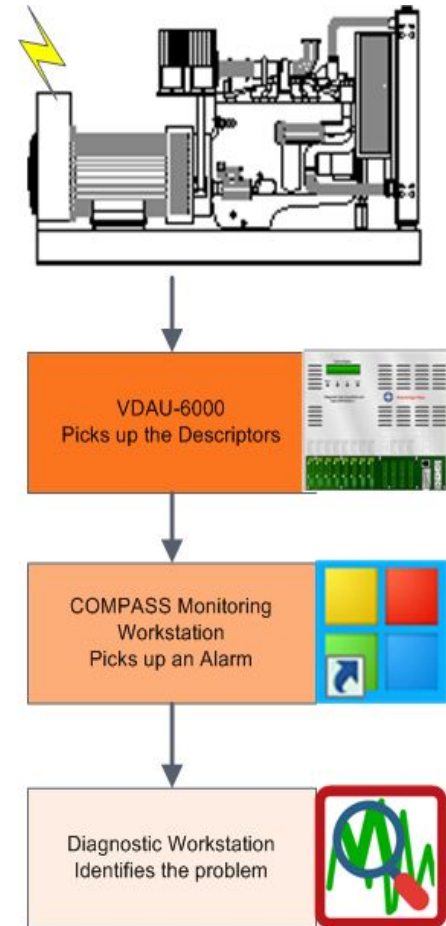 VDAU-6000
Picks up the Descriptors
COMPASS Monitoring
Workstation
Picks up an Alarm
Diagnostic Workstation
Identifies the problem